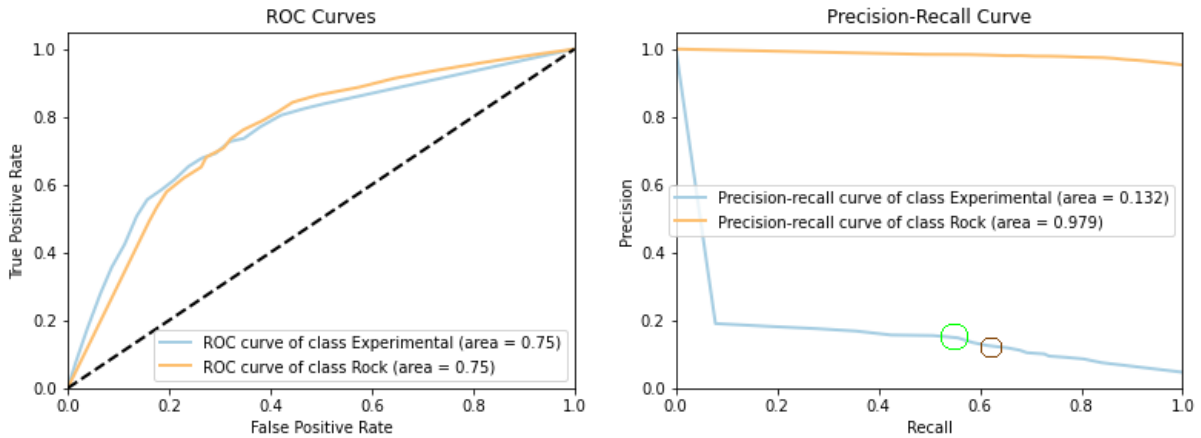 ROC Curves
True Positive Rate
1.0
0.8
0.6
0.4
0.2
0.0
ROC curve of class Experimental (area = 0.75)
ROC curve of class Rock (area = 0.75)
0.0 0.2 0.4 0.6 0.8 1.0
False Positive Rate
Precision-Recall Curve
Precision
1.0
0.8
0.6
0.4
0.2
0.0
Precision-recall curve of class Experimental (area = 0.132)
Precision-recall curve of class Rock (area = 0.979)
0.0 0.2 0.4 0.6 0.8 1.0
Recall